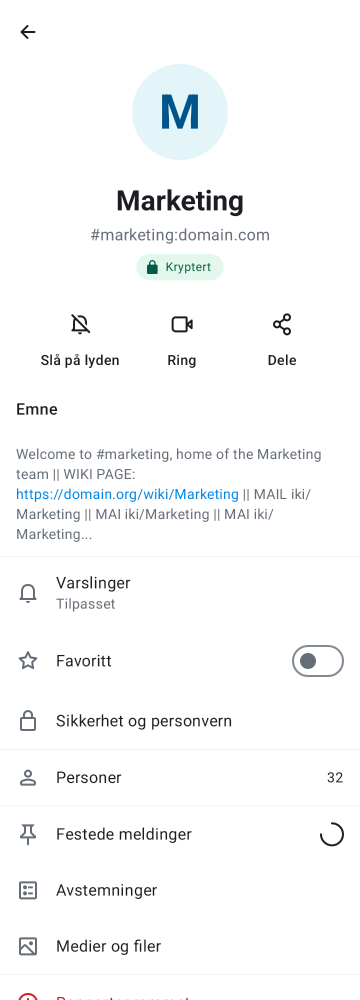 M
Marketing
#marketing:domain.com
Kryptert
Slå på lyden
Ring
Dele
Emne
Welcome to #marketing, home of the Marketing
team || WIKI PAGE:
https://domain.org/wiki/Marketing || MAIL iki/
Marketing || MAI iki/Marketing || MAI iki/
Marketing...
Varslinger
Tilpasset
Favoritt
Sikkerhet og personvern
Personer 32
Festede meldinger
Avstemninger
Medier og filer